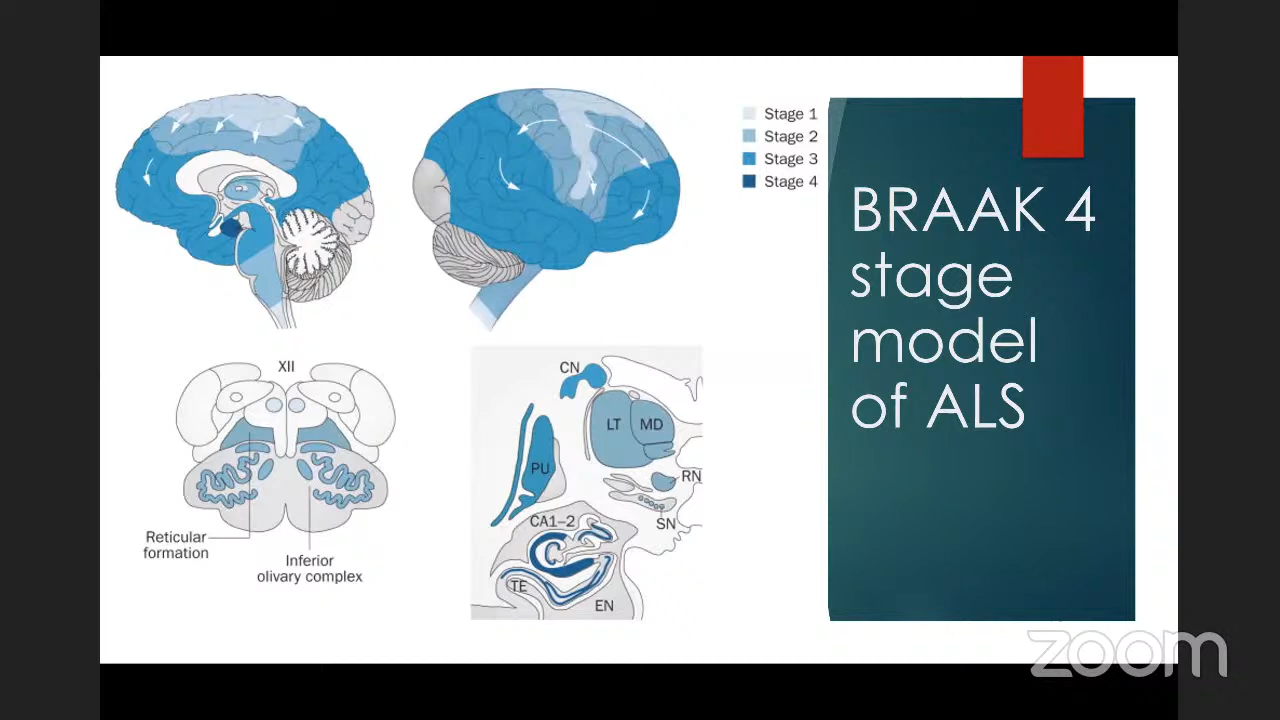 Stage 1
Stage 2
Stage 3
Stage 4
BRAAK 4
stage
model
of ALS
XII
Reticular
formation
Inferior
olivary complex
CN
LT
MD
PU
RN
SN
CA1–2
TE
EN
zoom